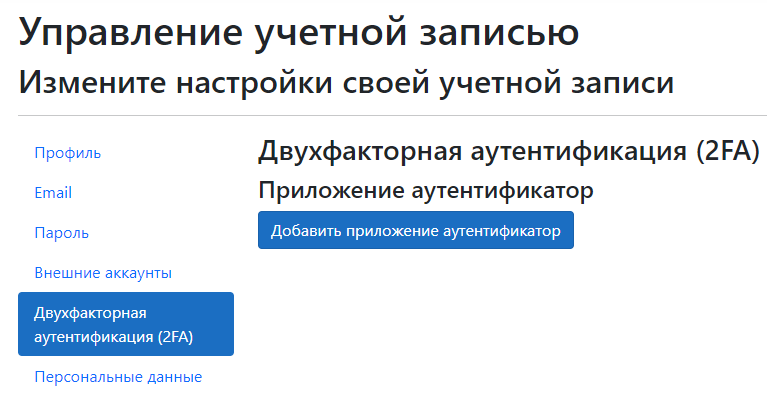 Управление учетной записью
Измените настройки своей учетной записи
Профиль
Email
Пароль
Внешние аккаунты
Двухфакторная
аутентификация (2FA)
Персональные данные
Двухфакторная аутентификация (2FA)
Приложение аутентификатор
Добавить приложение аутентификатор